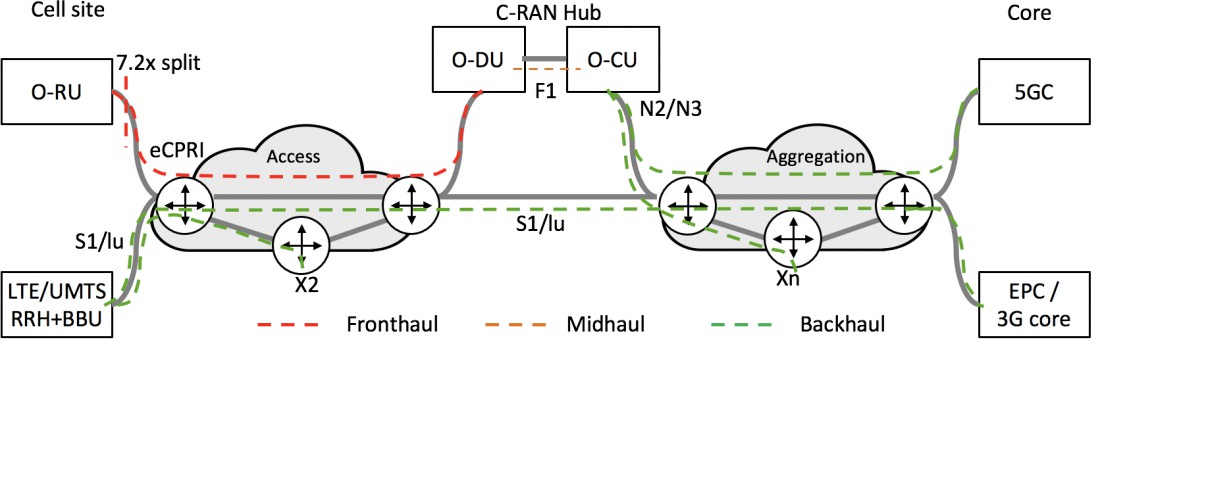 Cell site
C-RAN Hub
Core
7.2x split
O-RU
O-DU
O-CU
F1
N2/N3
5GC
eCPRI
Access
Aggregation
S1/lu
S1/lu
X2
Xn
LTE/UMTS
RRH+BBU
EPC /
3G core
Fronthaul
Midhaul
Backhaul